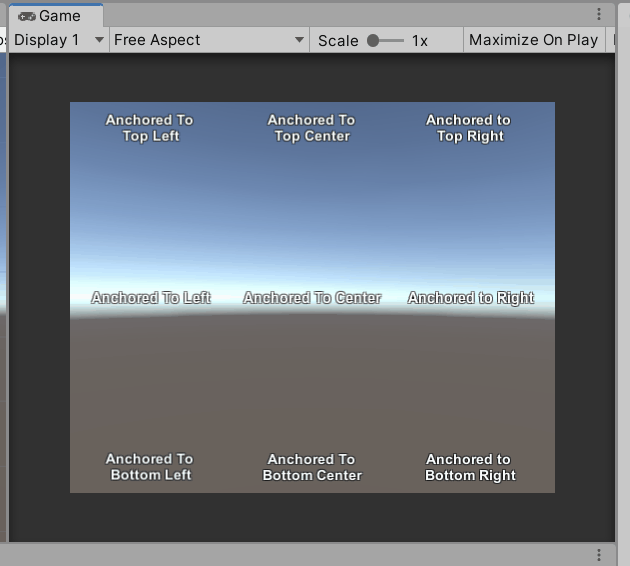 Game
Display 1 Free Aspect Scale 1x Maximize On Play
Anchored To
Top Left
Anchored To
Top Center
Anchored to
Top Right
Anchored To Left
Anchored To Center
Anchored to Right
Anchored To
Bottom Left
Anchored To
Bottom Center
Anchored to
Bottom Right